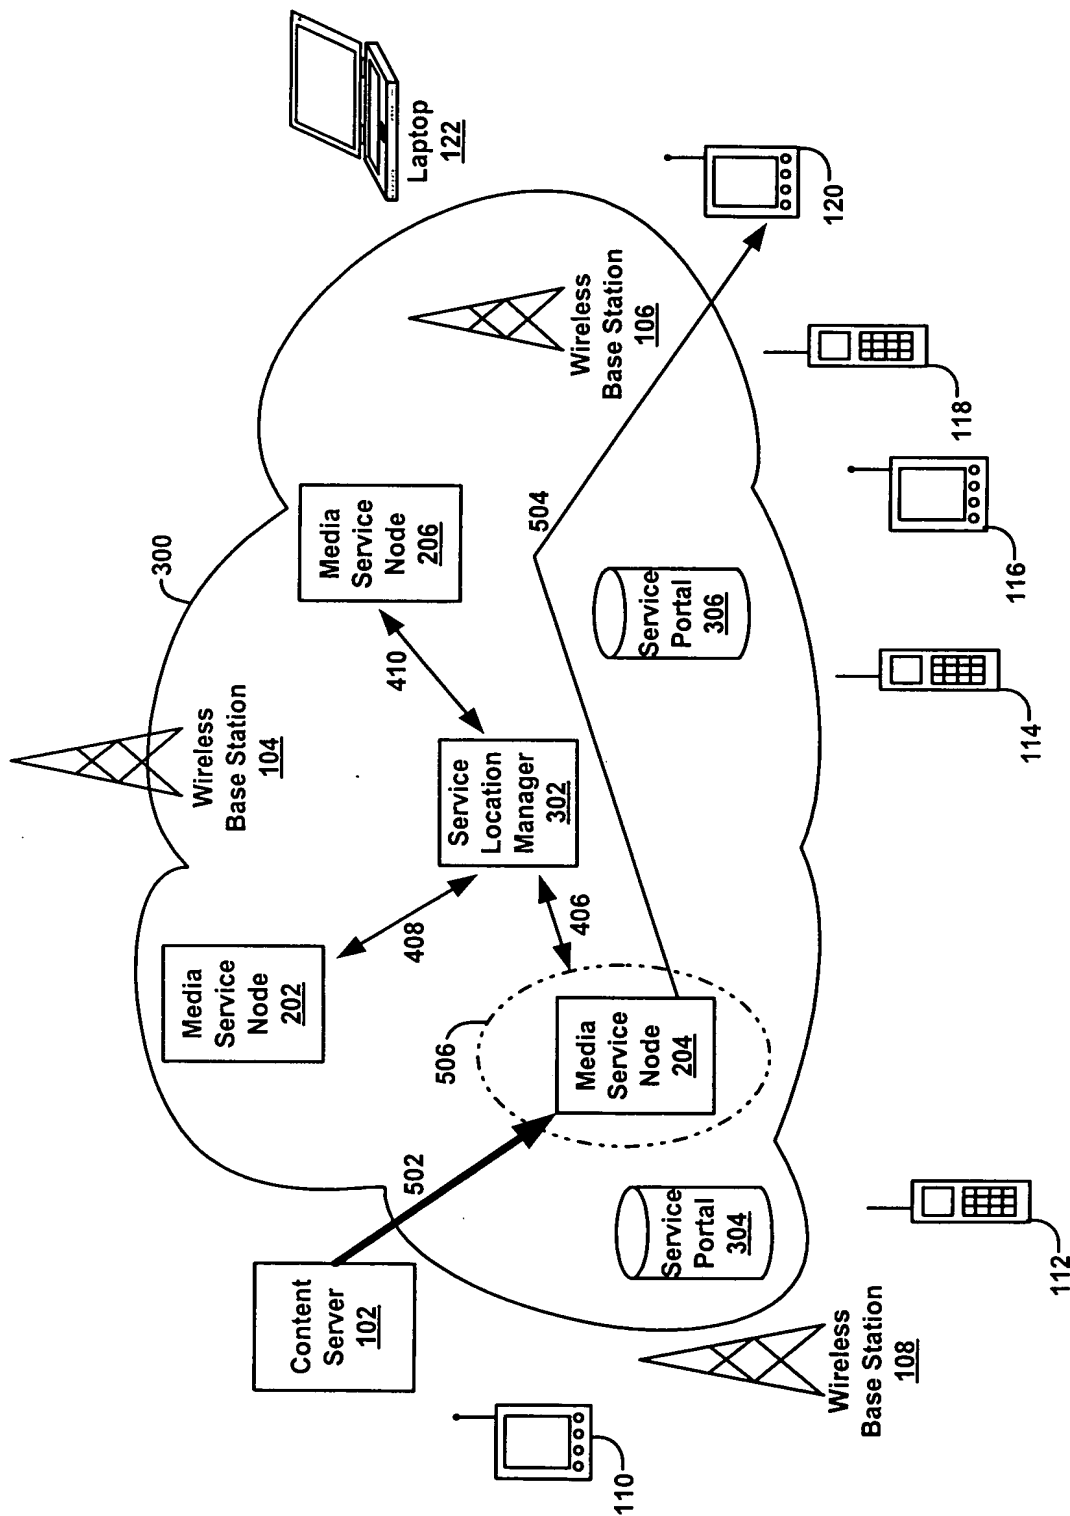 300
Wireless
Base Station
104
Laptop
122
Media
Service
Node
202
Media
Service
Node
206
408
410
Content
Server
102
502
Service
Location
Manager
302
Wireless
Base Station
106
506
406
504
Media
Service
Node
204
110
Service
Portal
304
Service
Portal
306
120
Wireless
Base Station
108
112
114
116
118